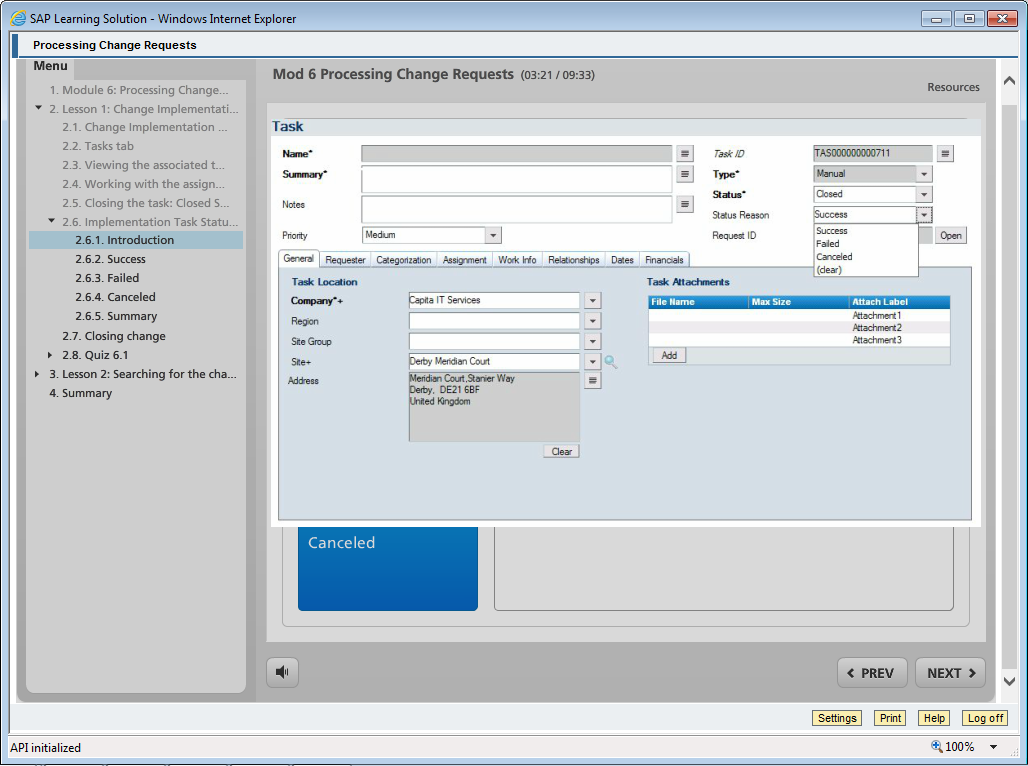 SAP Learning Solution - Windows Internet Explorer
Processing Change Requests
Menu
1. Module 6: Processing Change...
2. Lesson 1: Change Implementati...
2.1. Change Implementation ...
2.2. Tasks tab
2.3. Viewing the associated t...
2.4. Working with the assign...
2.5. Closing the task: Closed S...
2.6. Implementation Task Statu...
2.6.1. Introduction
2.6.2. Success
2.6.3. Failed
2.6.4. Canceled
2.6.5. Summary
2.7. Closing change
2.8. Quiz 6.1
3. Lesson 2: Searching for the cha...
4. Summary
Mod 6 Processing Change Requests (03:21 / 09:33)
Resources
Task
Name*
Summary*
Notes
Priority Medium
Task ID TAS000000000711
Type* Manual
Status* Closed
Status Reason Success
Success
Failed
Canceled
(clear)
Request ID Open
General Requester Categorization Assignment Work Info Relationships Dates Financials
Task Location
Company*+ Capita IT Services
Region
Site Group
Site+ Derby Meridian Court
Address Meridian Court,Stanier Way
Derby, DE21 6BF
United Kingdom
Clear
Task Attachments
File Name Max Size Attach Label
Attachment1
Attachment2
Attachment3
Add
Canceled
PREV NEXT
Settings Print Help Log off
API initialized
100%